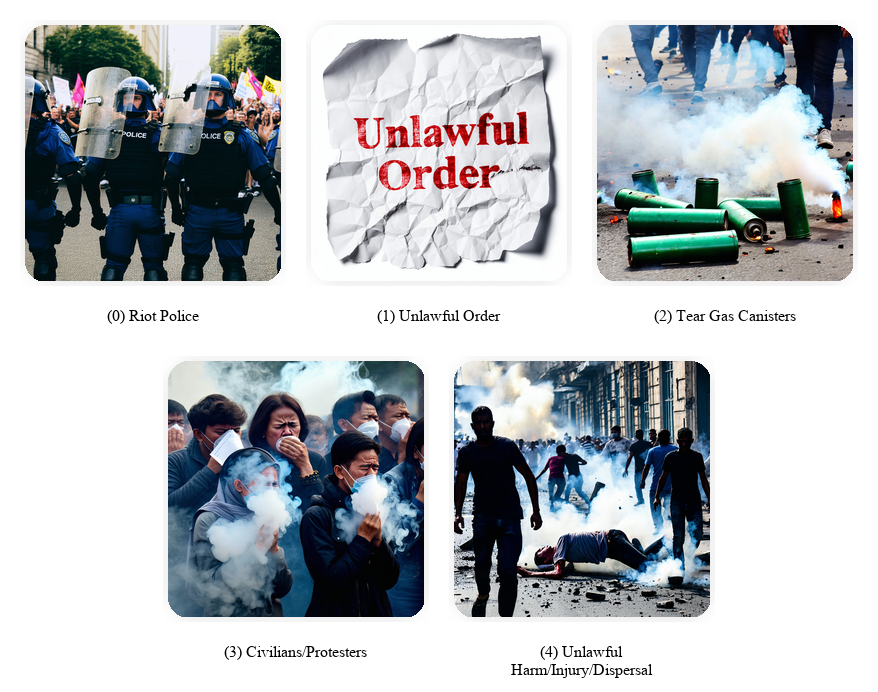 POLICE
POLICE
Unlawful
Order
(0) Riot Police
(1) Unlawful Order
(2) Tear Gas Canisters
(3) Civilians/Protesters
(4) Unlawful
Harm/Injury/Dispersal